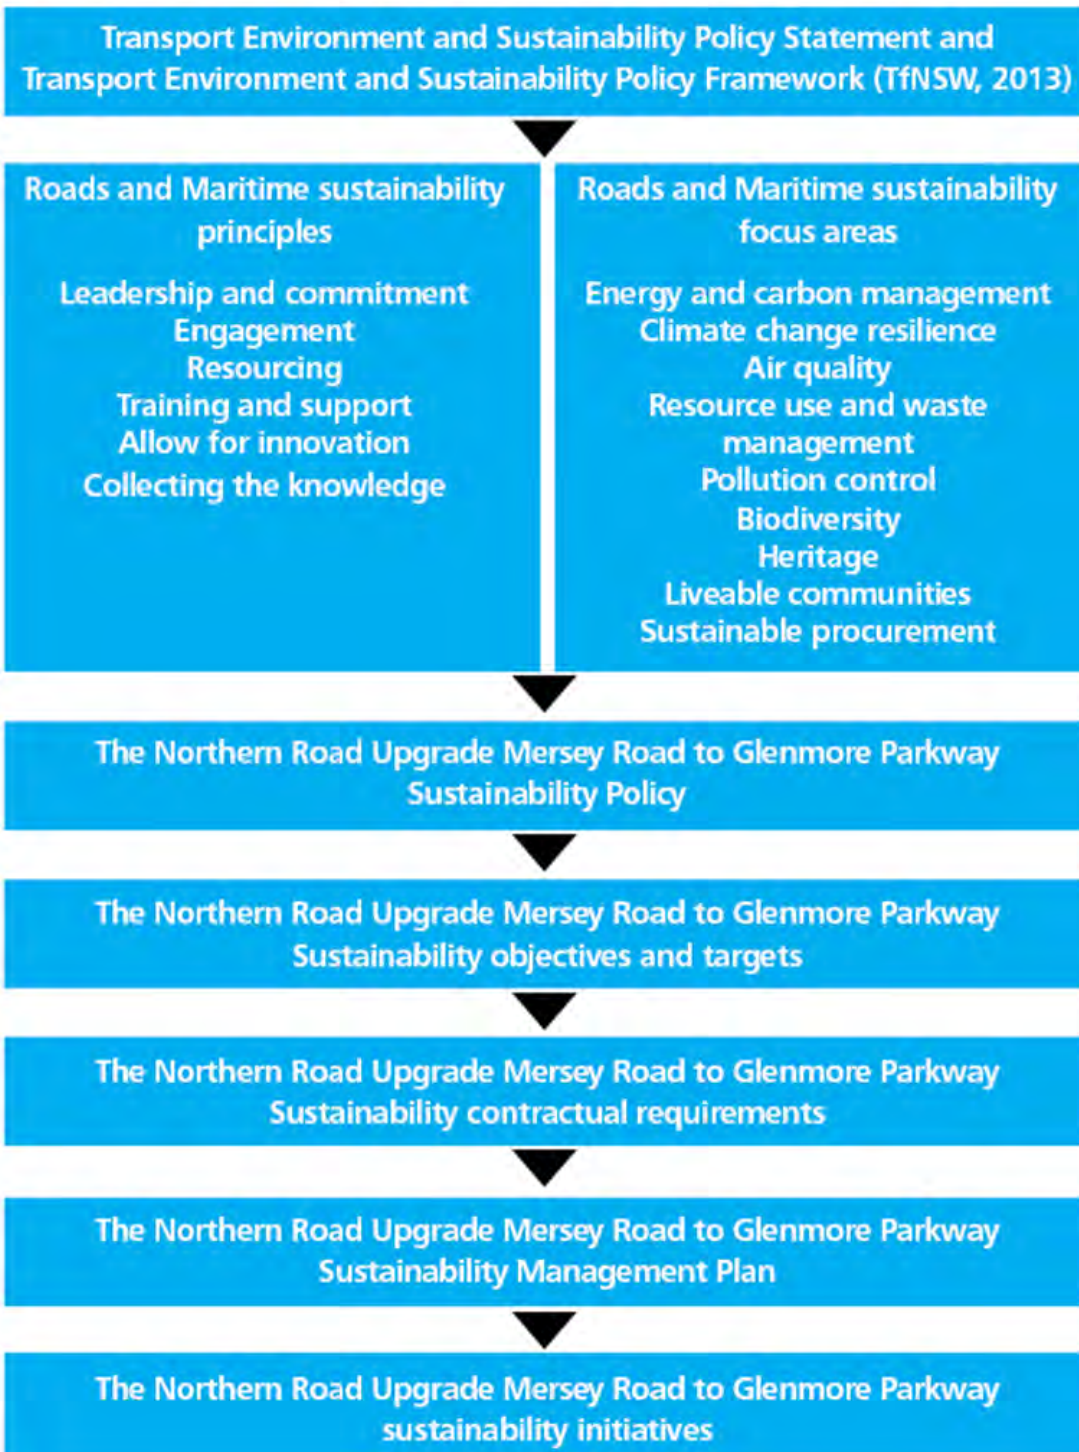 Transport Environment and Sustainability Policy Statement and
Transport Environment and Sustainability Policy Framework (TfNSW, 2013)
Roads and Maritime sustainability
principles
Leadership and commitment
Engagement
Resourcing
Training and support
Allow for innovation
Collecting the knowledge
Roads and Maritime sustainability
focus areas
Energy and carbon management
Climate change resilience
Air quality
Resource use and waste
management
Pollution control
Biodiversity
Heritage
Liveable communities
Sustainable procurement
The Northern Road Upgrade Mersey Road to Glenmore Parkway
Sustainability Policy
The Northern Road Upgrade Mersey Road to Glenmore Parkway
Sustainability objectives and targets
The Northern Road Upgrade Mersey Road to Glenmore Parkway
Sustainability contractual requirements
The Northern Road Upgrade Mersey Road to Glenmore Parkway
Sustainability Management Plan
The Northern Road Upgrade Mersey Road to Glenmore Parkway
sustainability initiatives